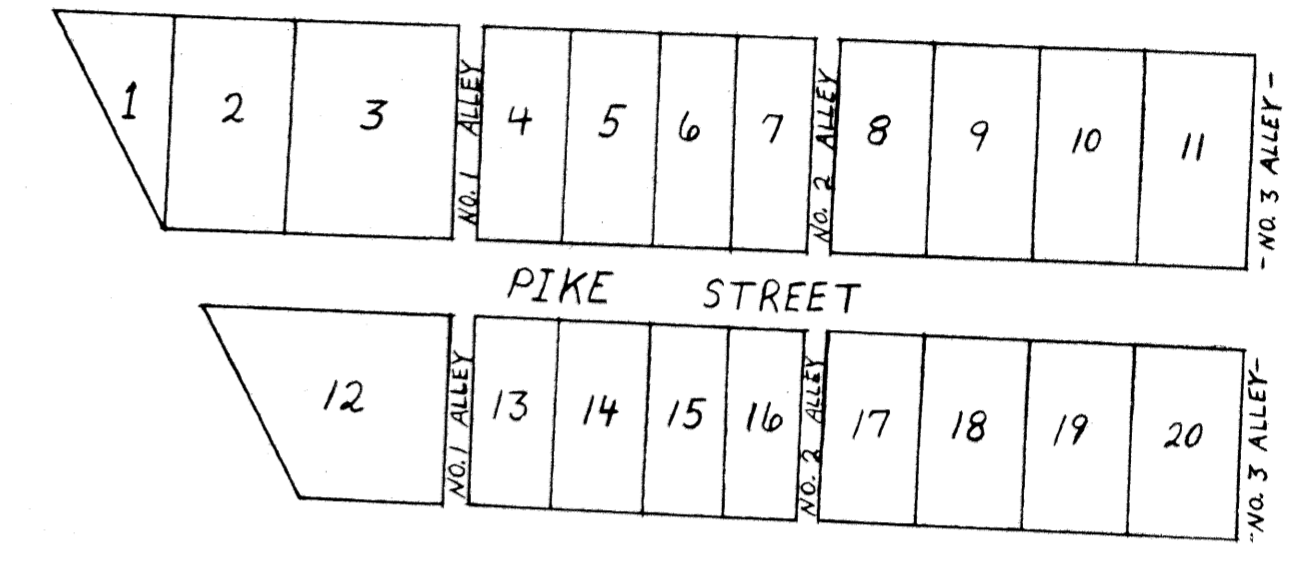 1 2 3 NO. 1 ALLEY 4 5 6 7 NO. 2 ALLEY 8 9 10 11 -NO. 3 ALLEY-
PIKE STREET
12 NO. 1 ALLEY 13 14 15 16 NO. 2 ALLEY 17 18 19 20 -NO. 3 ALLEY-